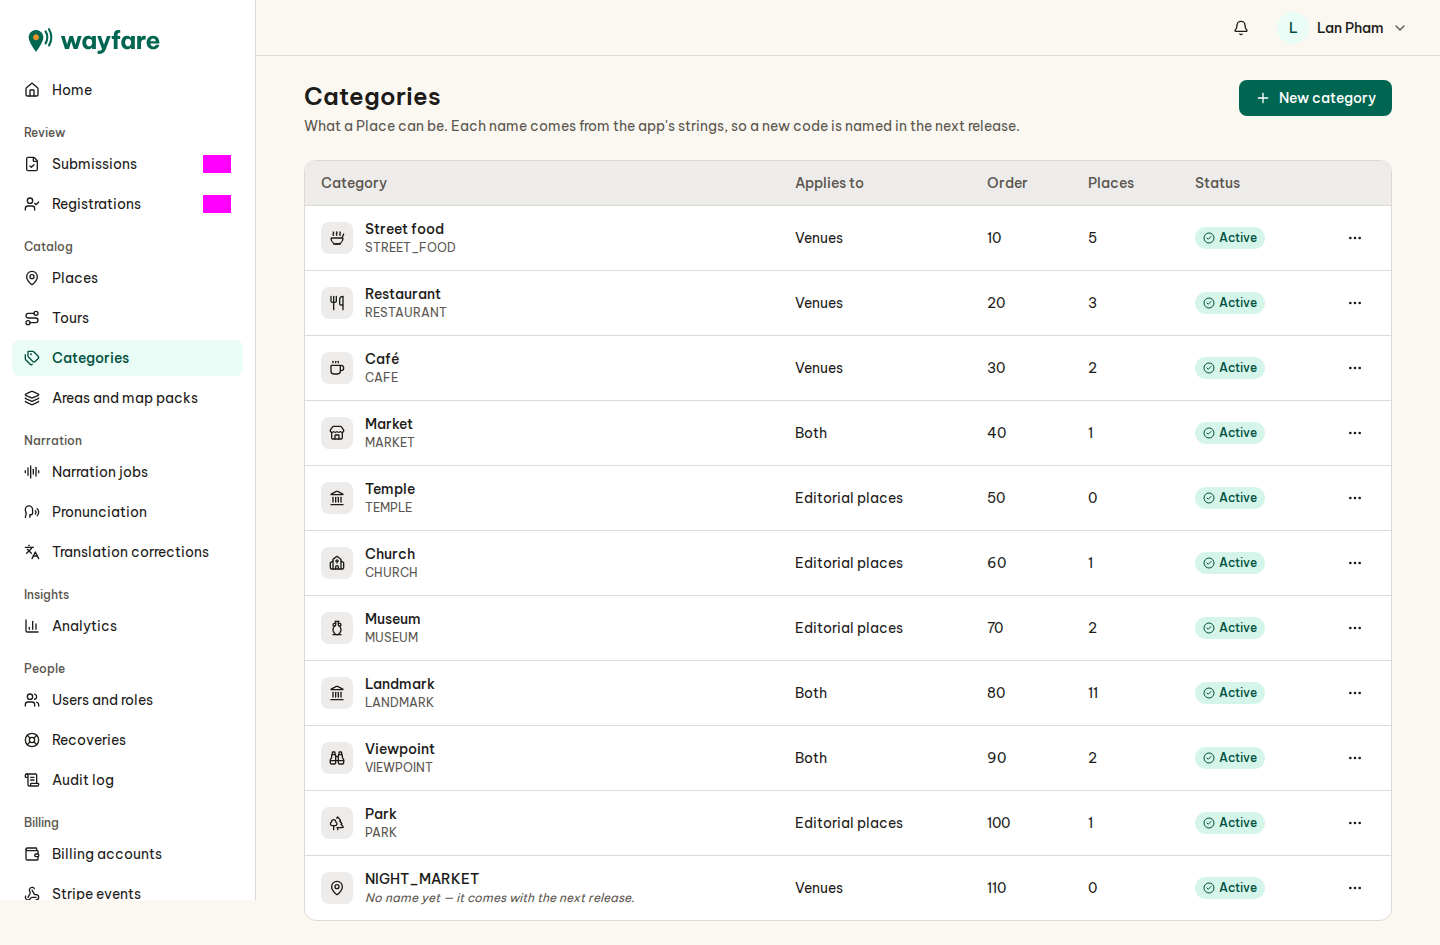 wayfare
Home
Review
Submissions
Registrations
Catalog
Places
Tours
Categories
Areas and map packs
Narration
Narration jobs
Pronunciation
Translation corrections
Insights
Analytics
People
Users and roles
Recoveries
Audit log
Billing
Billing accounts
Stripe events
L Lan Pham
Categories
What a Place can be. Each name comes from the app's strings, so a new code is named in the next release.
New category
Category Applies to Order Places Status
Street food
STREET_FOOD
Venues 10 5 Active
Restaurant
RESTAURANT
Venues 20 3 Active
Café
CAFE
Venues 30 2 Active
Market
MARKET
Both 40 1 Active
Temple
TEMPLE
Editorial places 50 0 Active
Church
CHURCH
Editorial places 60 1 Active
Museum
MUSEUM
Editorial places 70 2 Active
Landmark
LANDMARK
Both 80 11 Active
Viewpoint
VIEWPOINT
Both 90 2 Active
Park
PARK
Editorial places 100 1 Active
NIGHT_MARKET
No name yet – it comes with the next release.
Venues 110 0 Active